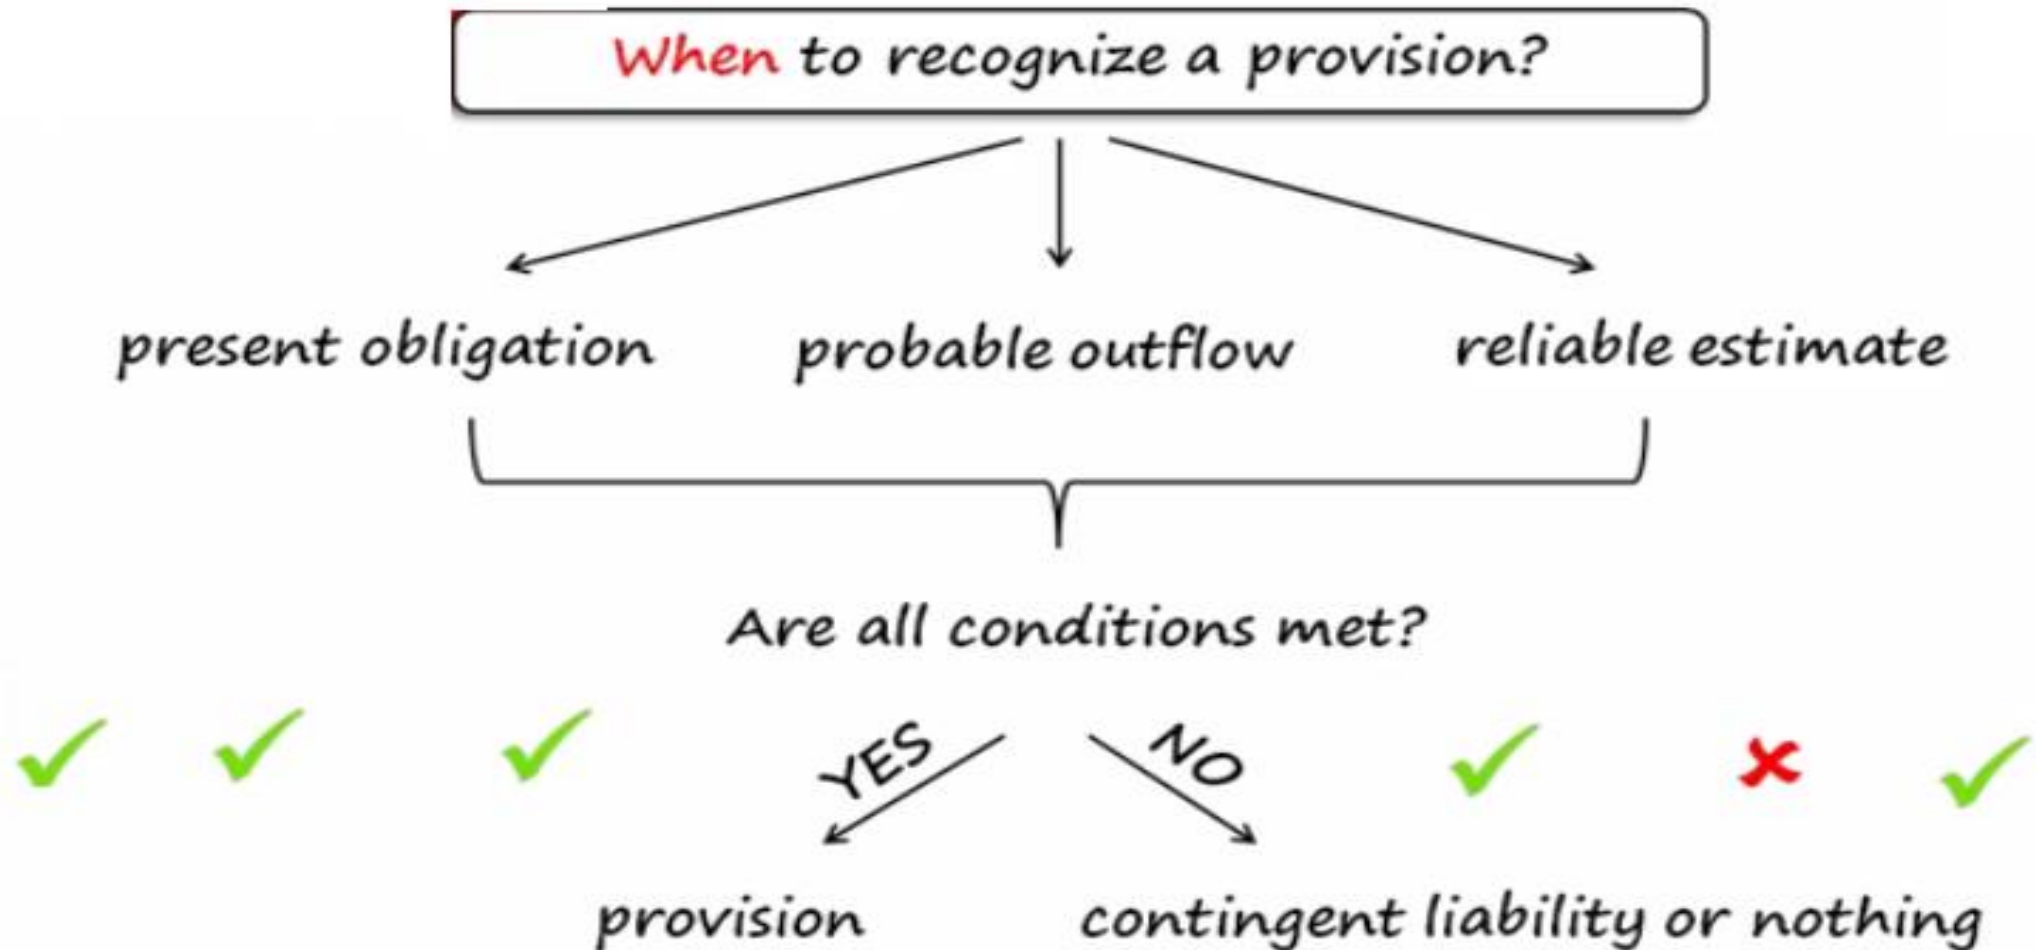 When to recognize a provision?
present obligation
probable outflow
reliable estimate
Are all conditions met?
YES
NO
provision
contingent liability or nothing